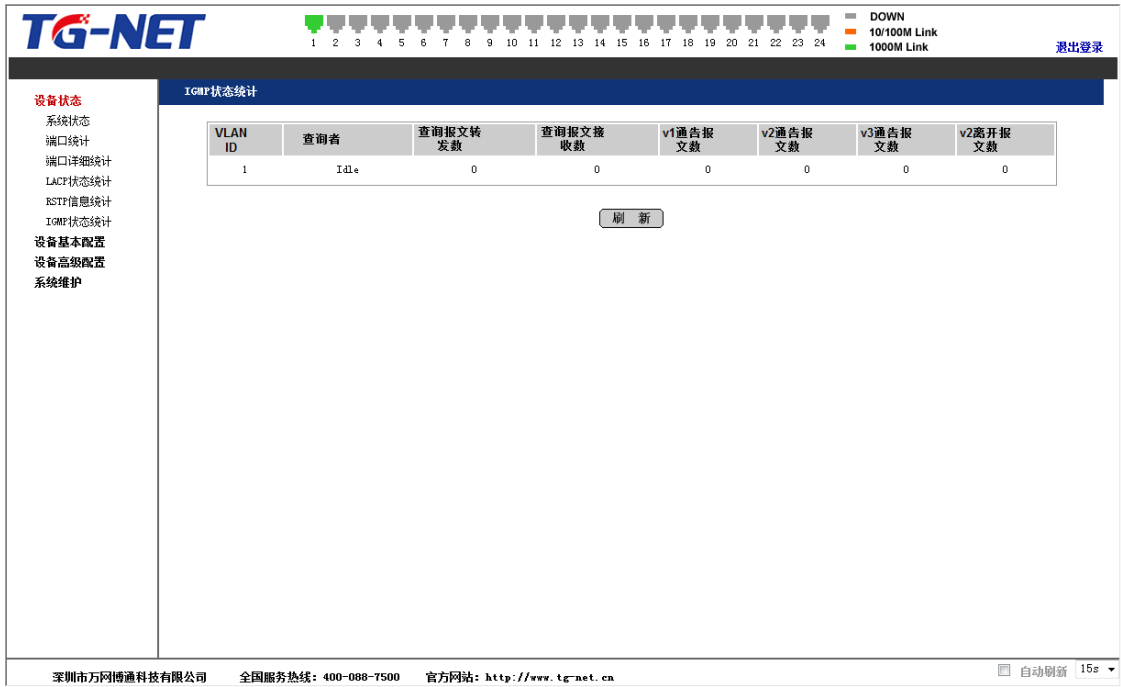 TG-NET
1 2 3 4 5 6 7 8 9 10 11 12 13 14 15 16 17 18 19 20 21 22 23 24
DOWN
10/100M Link
1000M Link
退出登录
设备状态
系统状态
端口统计
端口详细统计
LACP状态统计
RSTP信息统计
IGMP状态统计
设备基本配置
设备高级配置
系统维护
IGMP状态统计
VLAN ID 查询者 查询报文转发数 查询报文接收数 v1通告报文数 v2通告报文数 v3通告报文数 v2离开报文数
1 Idle 0 0 0 0 0 0
刷 新
深圳市万网博通科技有限公司 全国服务热线：400-088-7500 官方网站：http://www.tg-net.cn
自动刷新 15s